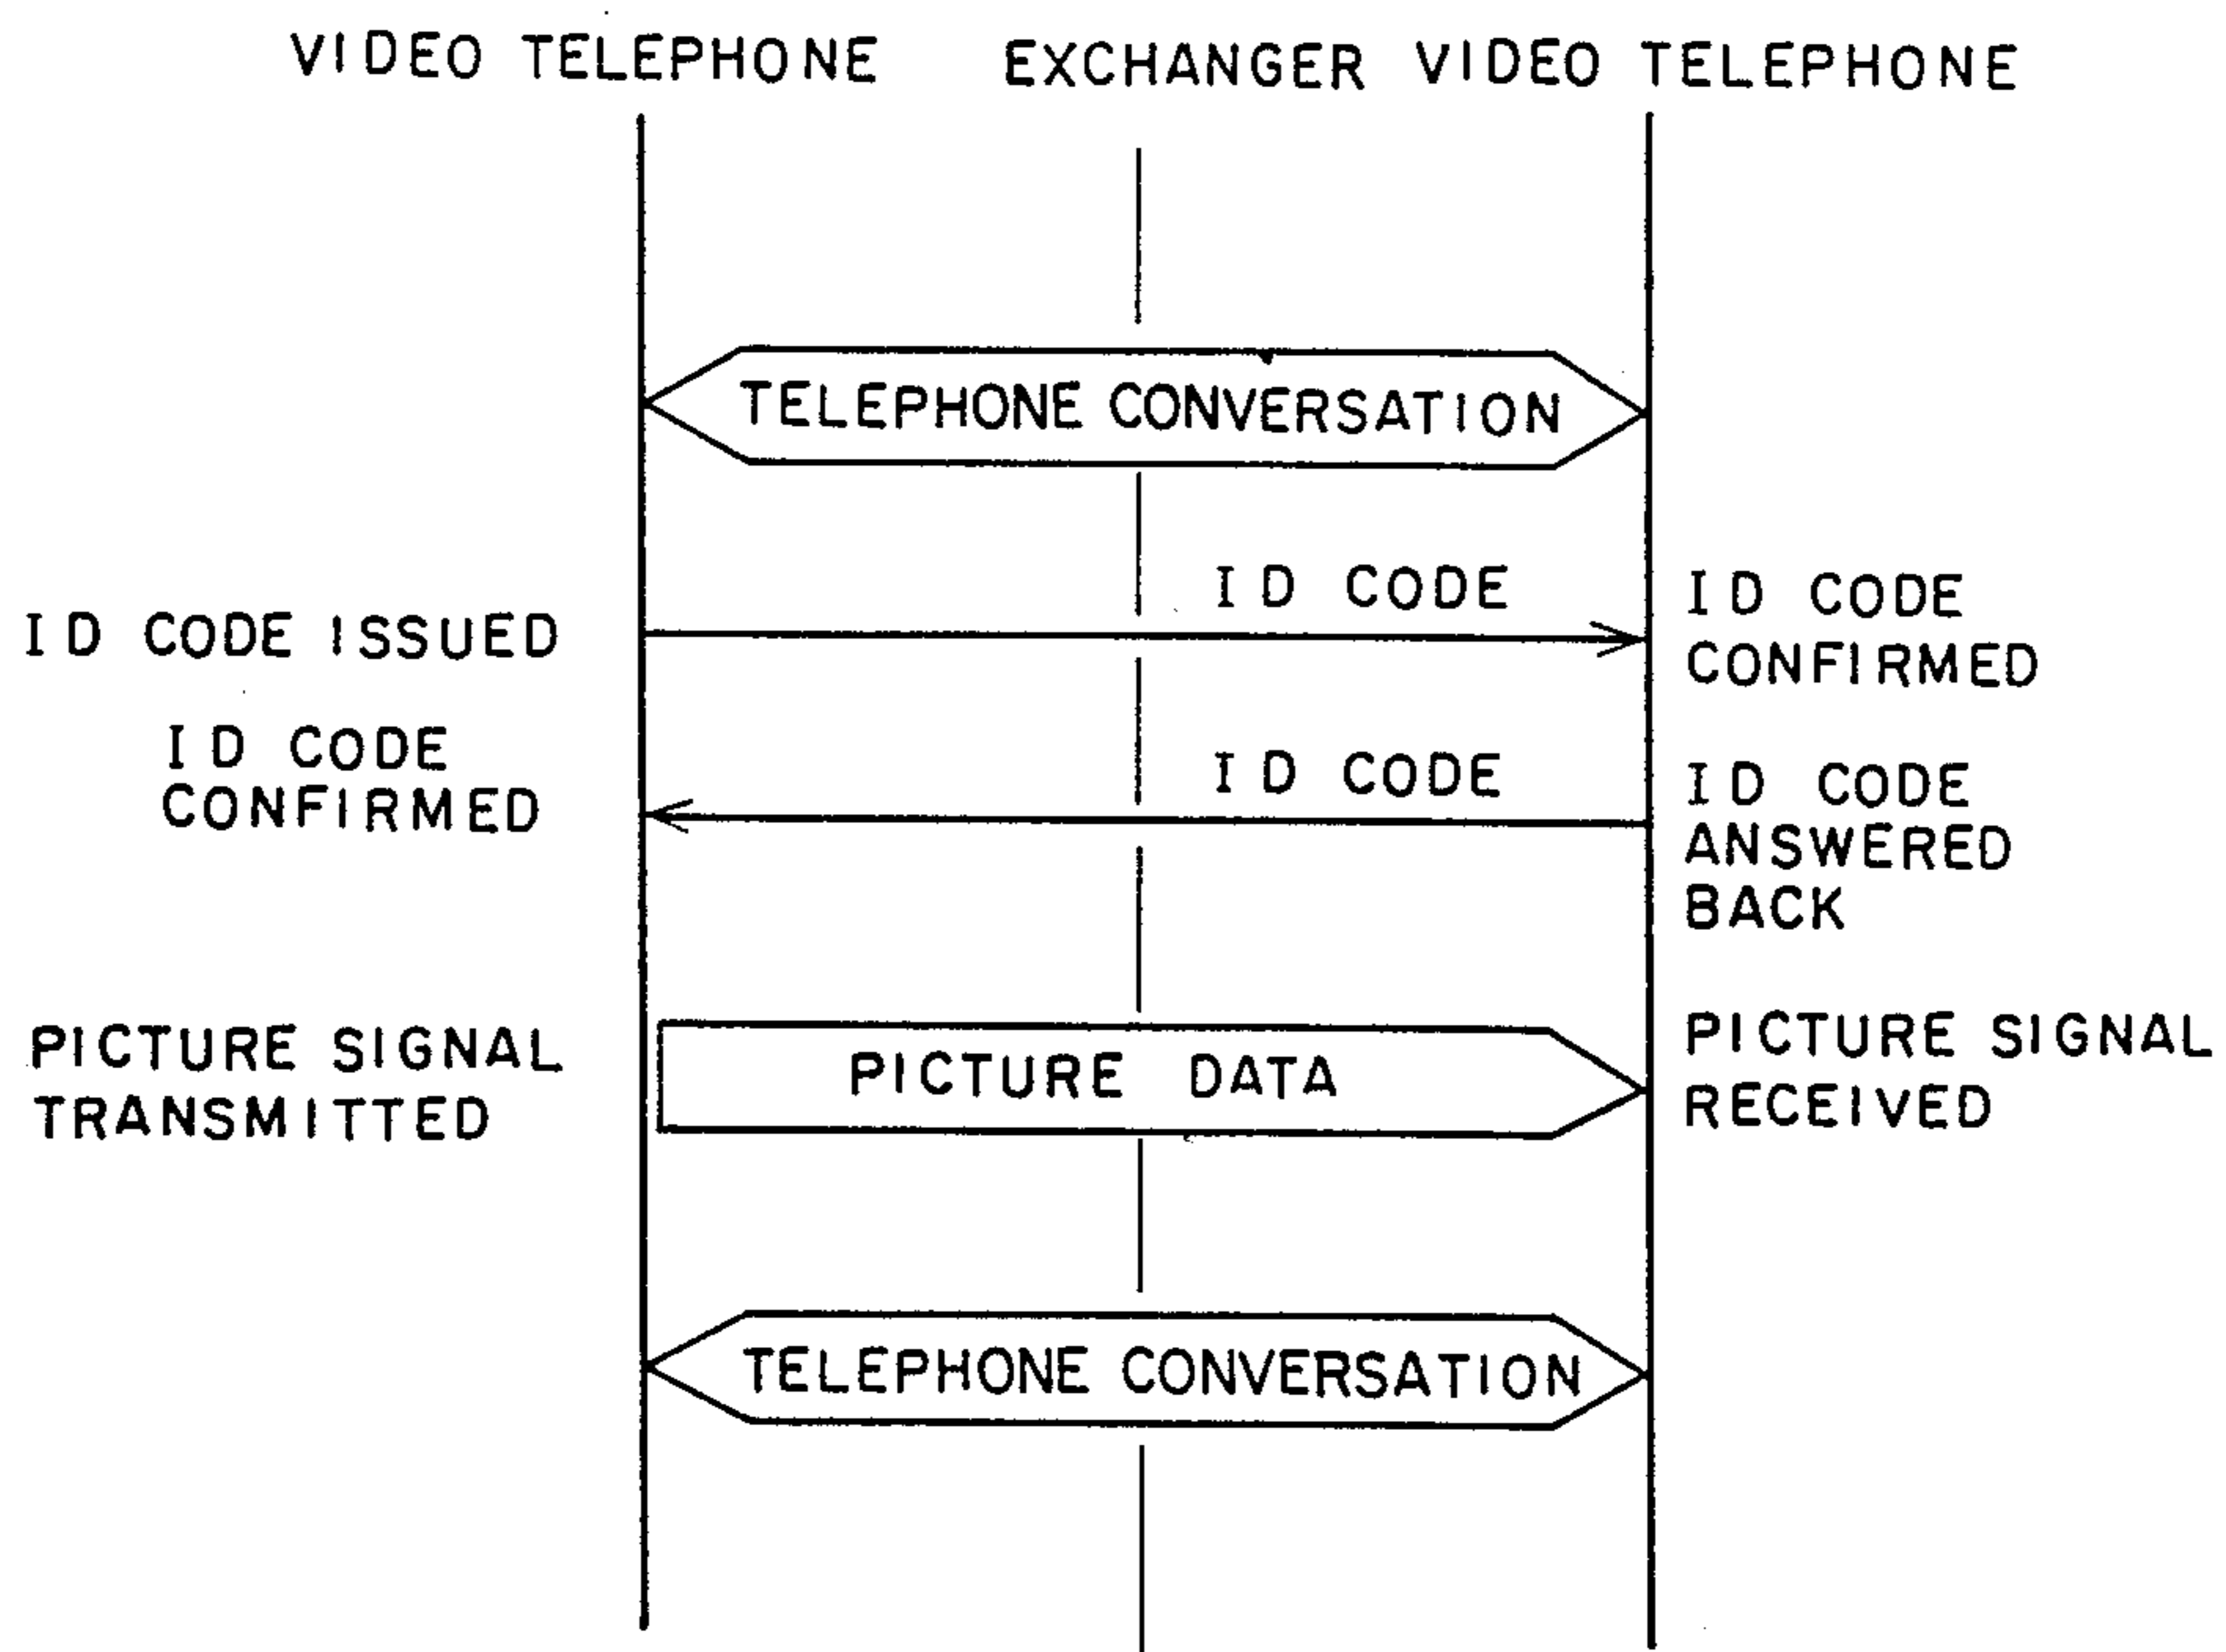 VIDEO TELEPHONE EXCHANGER VIDEO TELEPHONE
TELEPHONE CONVERSATION
ID CODE ISSUED
ID CODE
ID CODE
CONFIRMED
ID CODE
CONFIRMED
ID CODE
ID CODE
ANSWERED
BACK
PICTURE SIGNAL
TRANSMITTED
PICTURE DATA
PICTURE SIGNAL
RECEIVED
TELEPHONE CONVERSATION